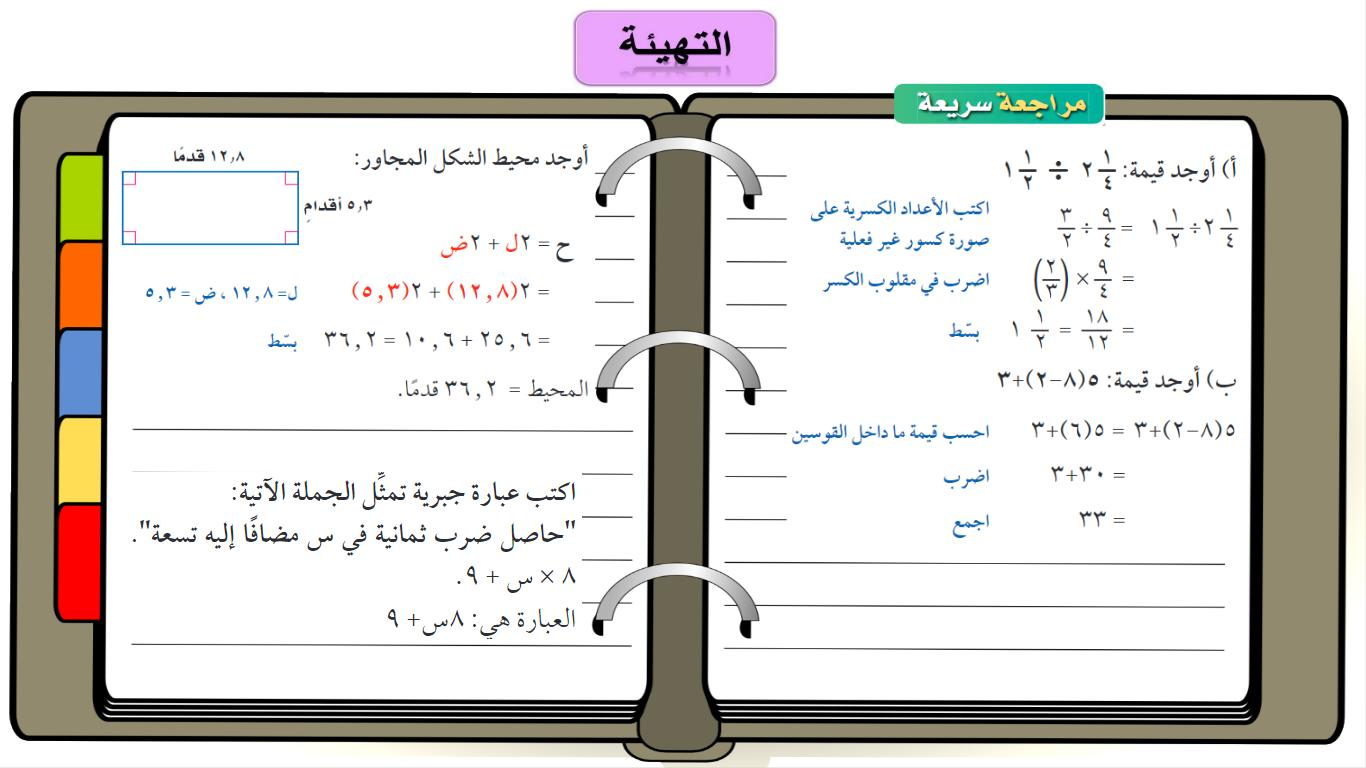 التهيئة
مراجعة سريعة
أ) أوجد قيمة: ٢ ١/٤ ÷ ١ ١/٢
٢ ١/٤ ÷ ١ ١/٢ = ٩/٤ ÷ ٣/٢ اكتب الأعداد الكسرية على
صورة كسور غير فعلية
= ٩/٤ × (٢/٣) اضرب في مقلوب الكسر
= ١٨/١٢ = ١ ١/٢ بسّط
ب) أوجد قيمة: ٥(٨-٢)+٣
٥(٨-٢)+٣ = ٥(٦)+٣ احسب قيمة ما داخل القوسين
= ٣٠+٣ اضرب
= ٣٣ اجمع
أوجد محيط الشكل المجاور:
١٢,٨ قدمًا
٥,٣ أقدامٍ
ح = ٢ل + ٢ض
= ٢(١٢,٨) + ٢(٥,٣) ل= ١٢,٨ ، ض = ٥,٣
= ٢٥,٦ + ١٠,٦ = ٣٦,٢ بسّط
المحيط = ٣٦,٢ قدمًا.
اكتب عبارة جبرية تمثِّل الجملة الآتية:
"حاصل ضرب ثمانية في س مضافًا إليه تسعة".
٨ × س + ٩.
العبارة هي: ٨س+ ٩